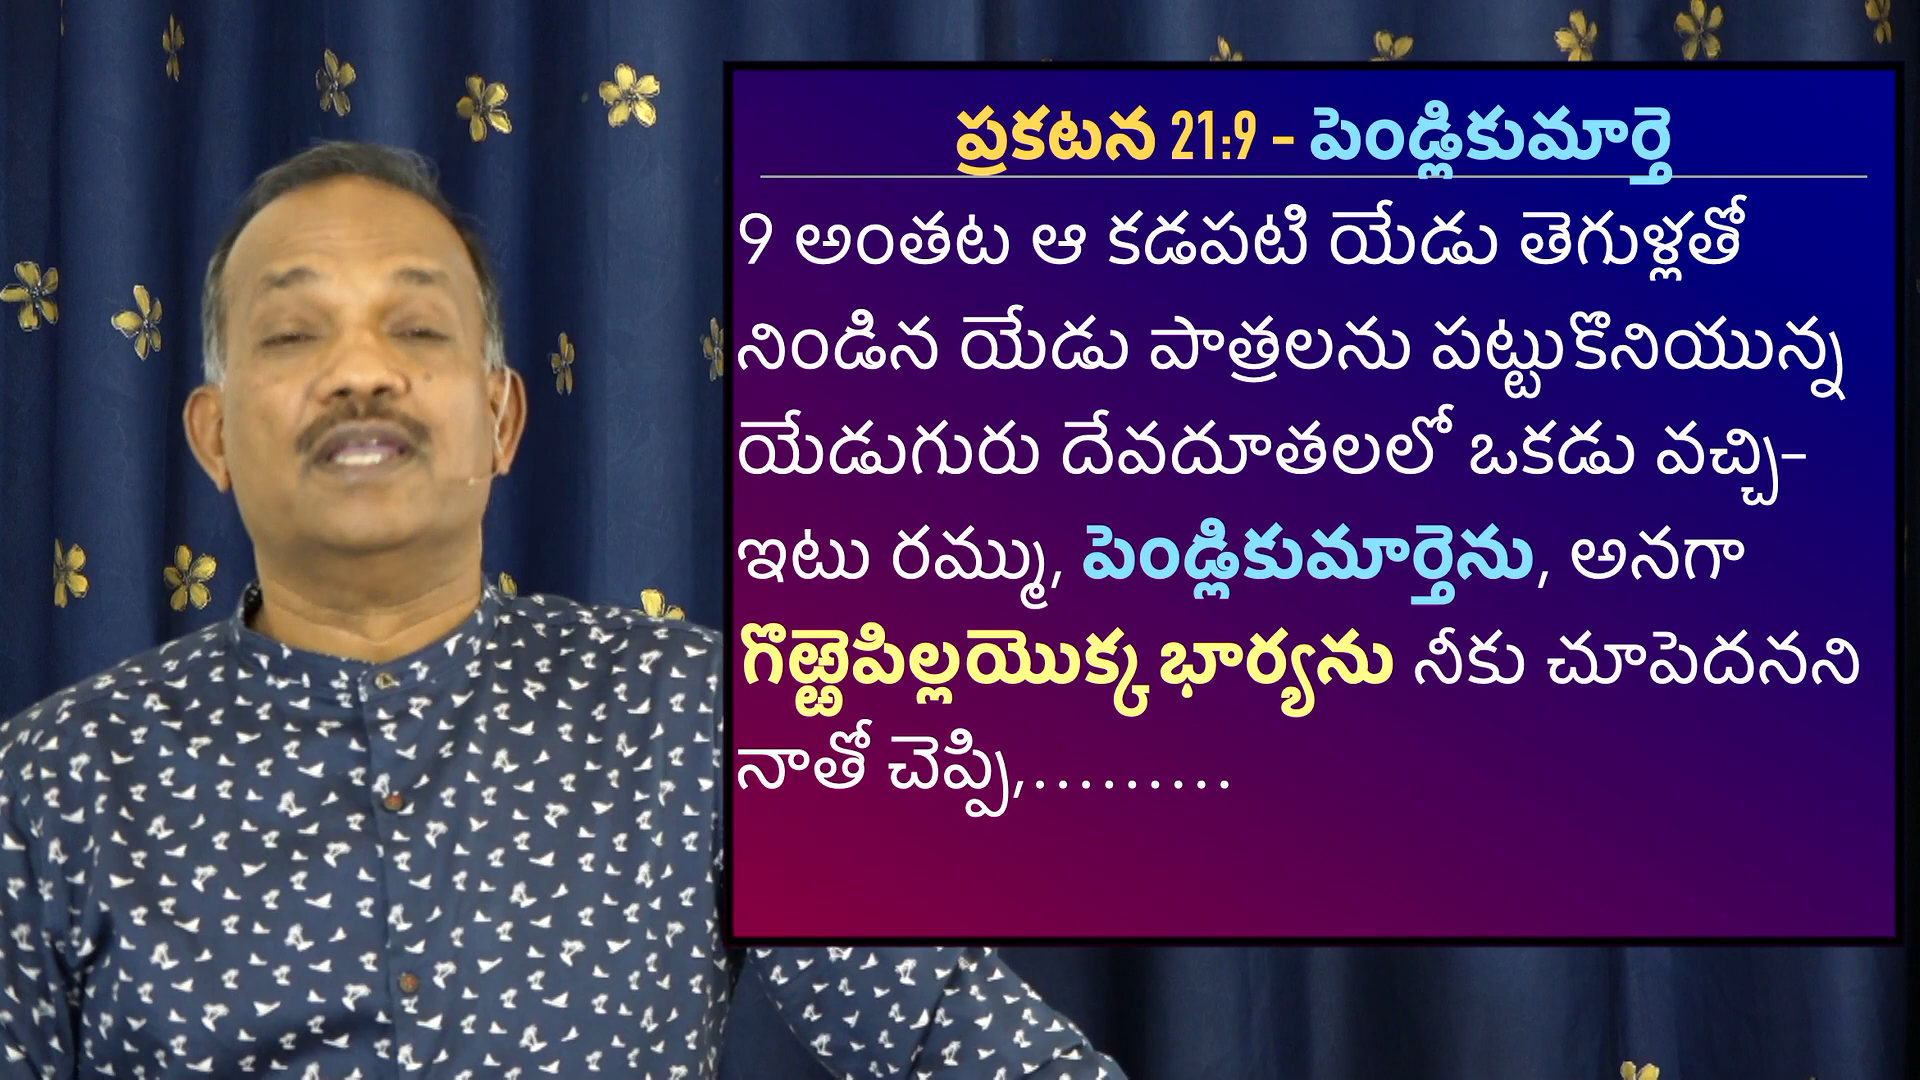 ప్రకటన 21:9 - పెండ్లికుమార్తె
9 అంతట ఆ కడపటి యేడు తెగుళ్లతో
నిండిన యేడు పాత్రలను పట్టుకొనియున్న
యేడుగురు దేవదూతలలో ఒకడు వచ్చి-
ఇటు రమ్ము, పెండ్లికుమార్తెను, అనగా
గొఱ్ఱెపిల్లయొక్క భార్యను నీకు చూపెదనని
నాతో చెప్పి,.........